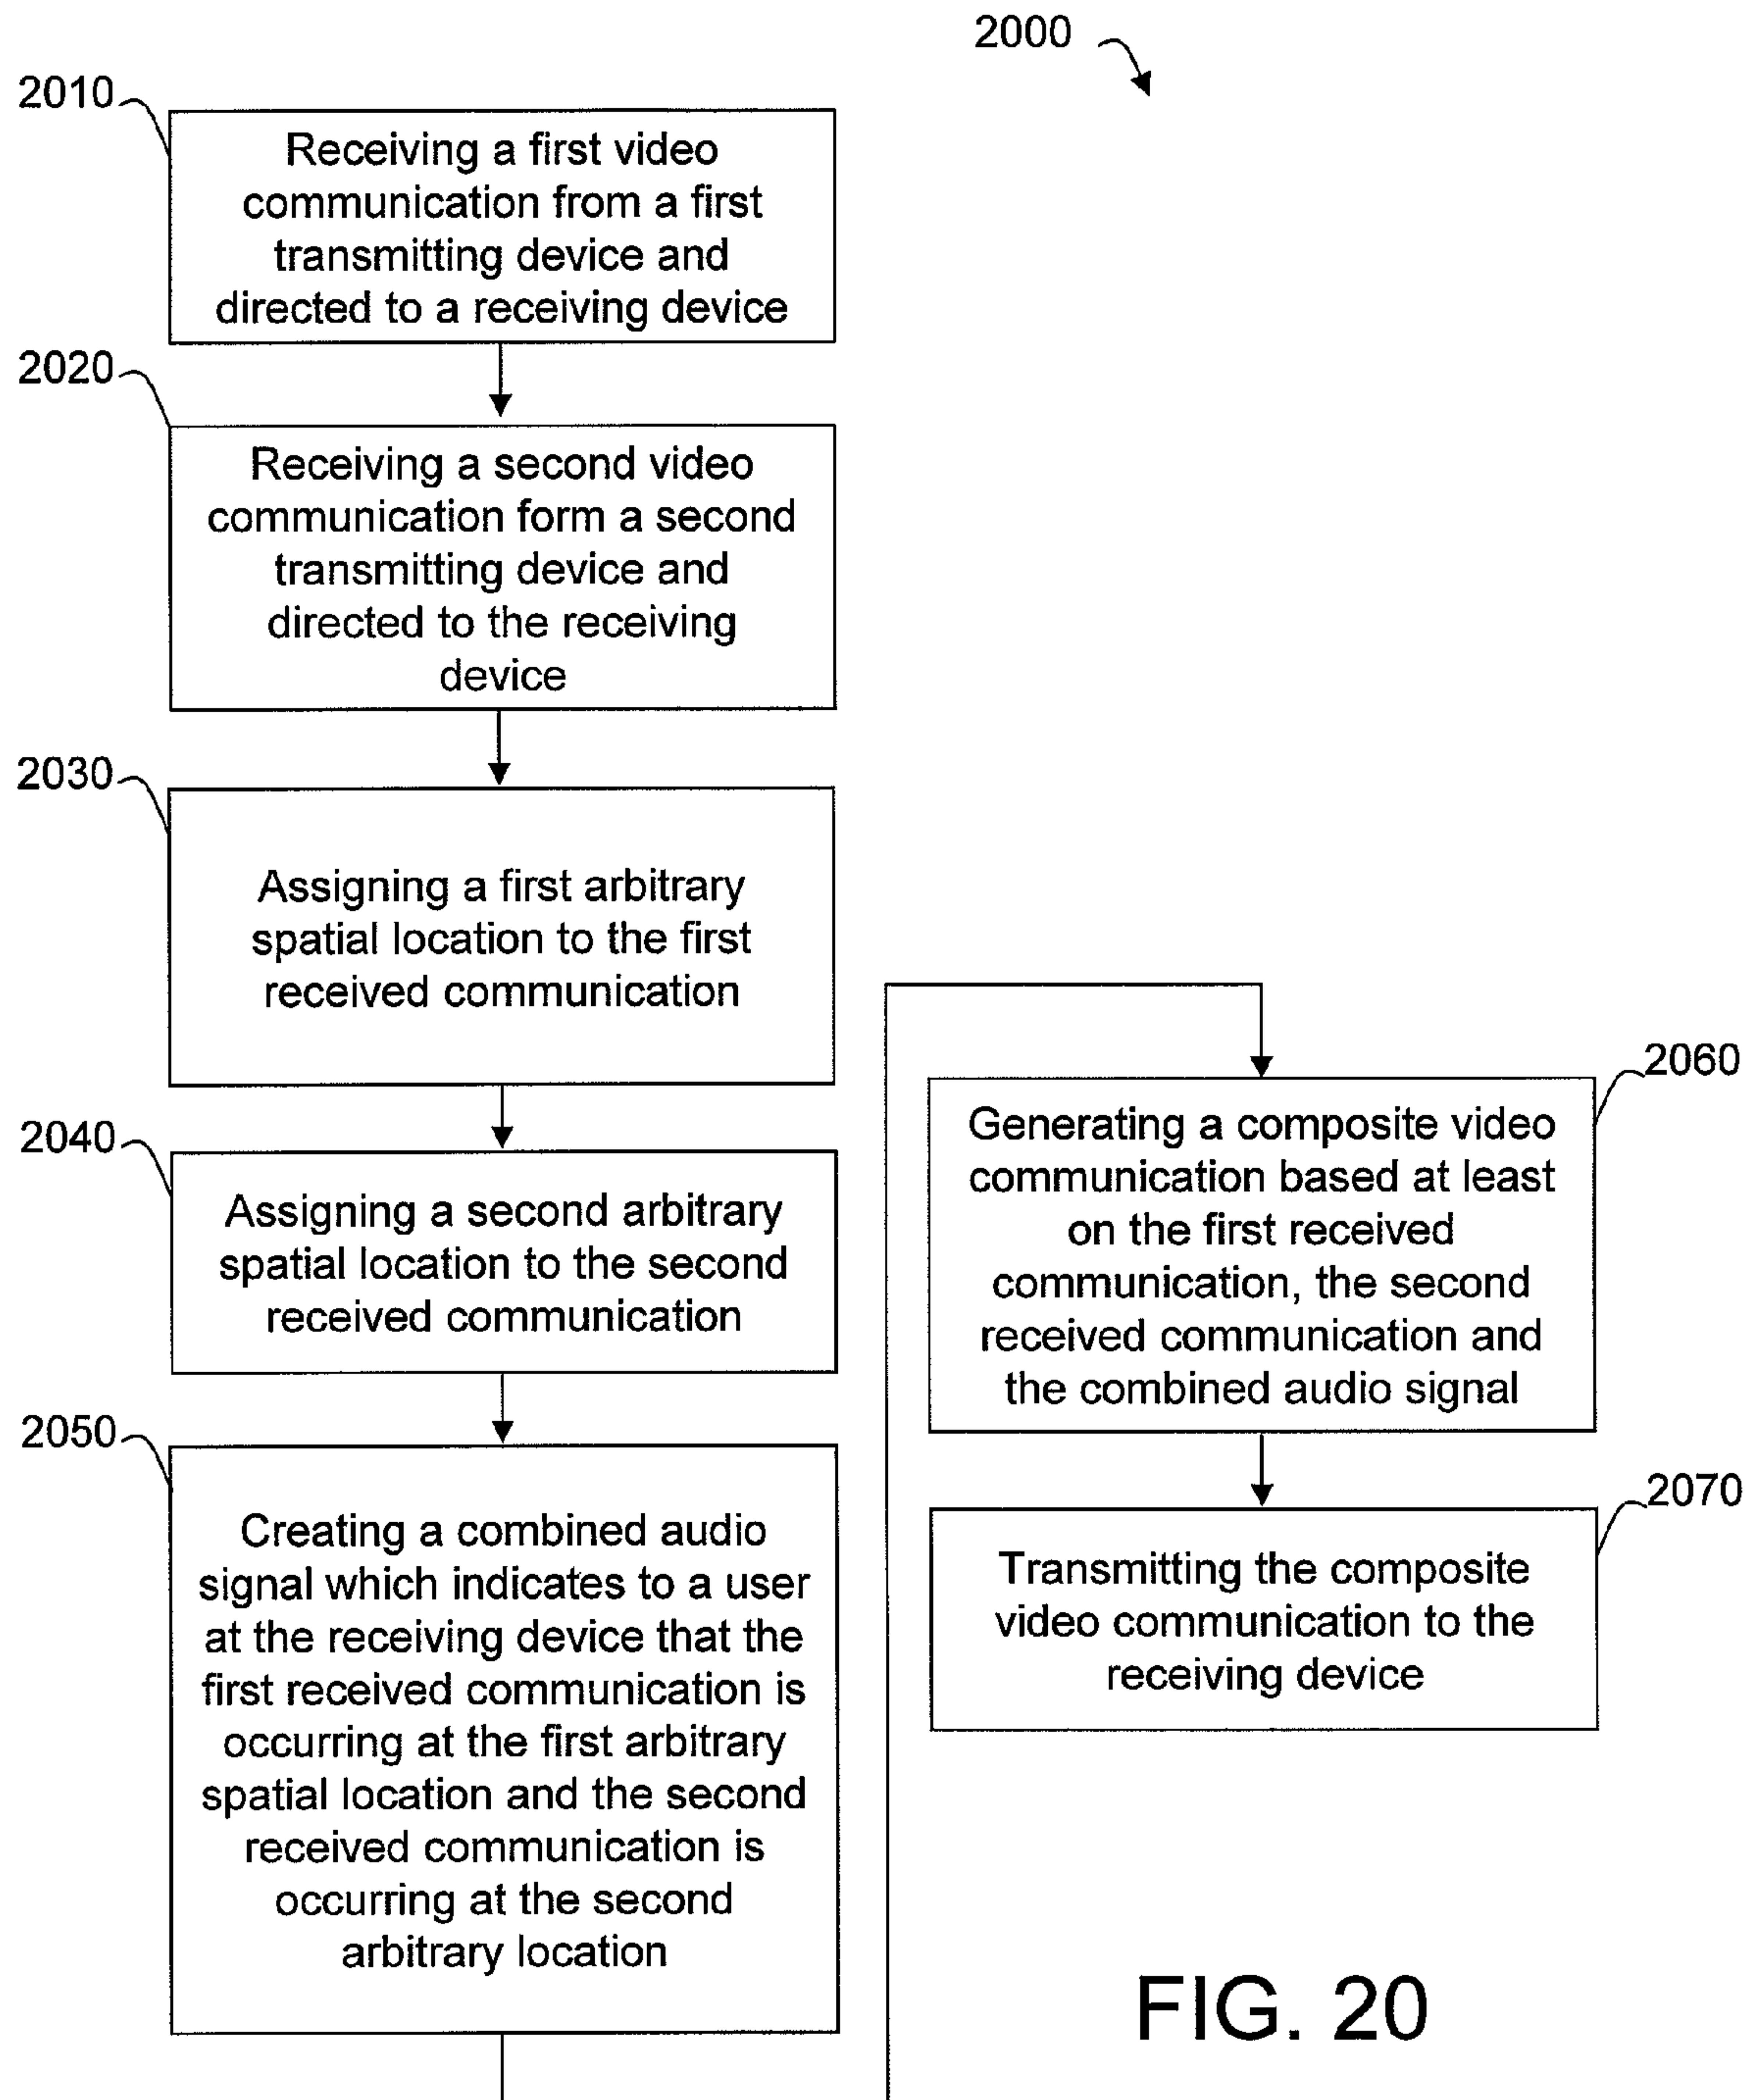 2000
2010
Receiving a first video
communication from a first
transmitting device and
directed to a receiving device
2020
Receiving a second video
communication form a second
transmitting device and
directed to the receiving
device
2030
Assigning a first arbitrary
spatial location to the first
received communication
2040
Assigning a second arbitrary
spatial location to the second
received communication
2050
Creating a combined audio
signal which indicates to a user
at the receiving device that the
first received communication is
occurring at the first arbitrary
spatial location and the second
received communication is
occurring at the second
arbitrary location
2060
Generating a composite video
communication based at least
on the first received
communication, the second
received communication and
the combined audio signal
2070
Transmitting the composite
video communication to the
receiving device
FIG. 20